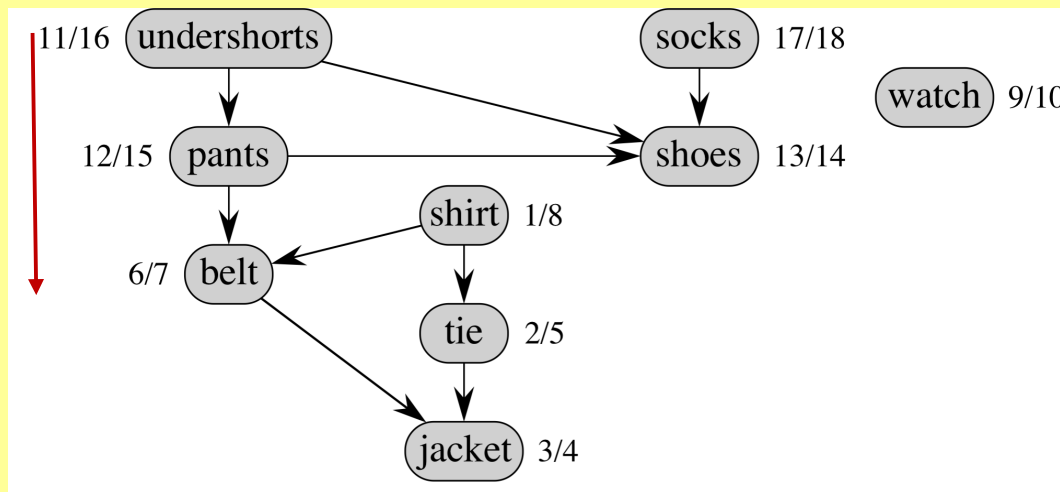 11/16 undershorts socks 17/18
watch 9/10
12/15 pants shoes 13/14
shirt 1/8
6/7 belt
tie 2/5
jacket 3/4